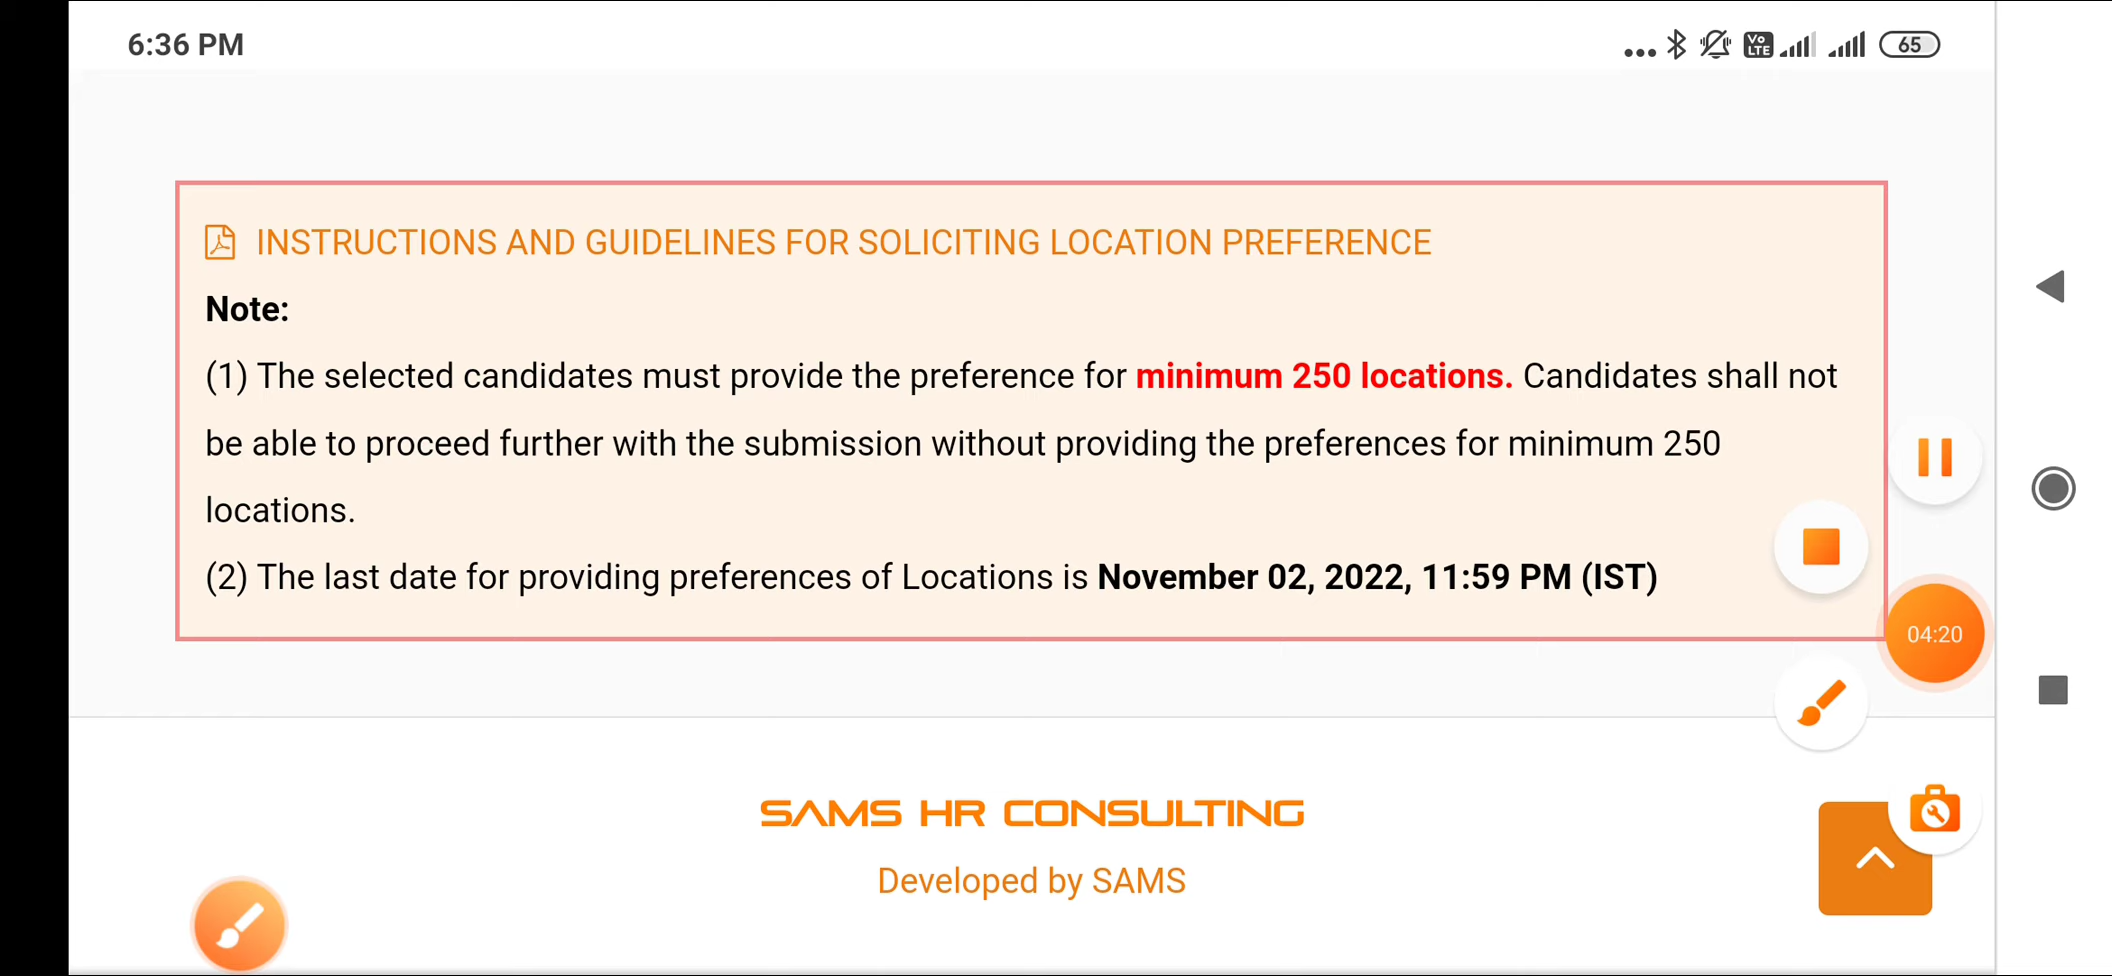 6:36 PM
Vo LTE
65
INSTRUCTIONS AND GUIDELINES FOR SOLICITING LOCATION PREFERENCE
Note:
(1) The selected candidates must provide the preference for minimum 250 locations. Candidates shall not
be able to proceed further with the submission without providing the preferences for minimum 250
locations.
(2) The last date for providing preferences of Locations is November 02, 2022, 11:59 PM (IST)
04:20
SAMS HR CONSULTING
Developed by SAMS